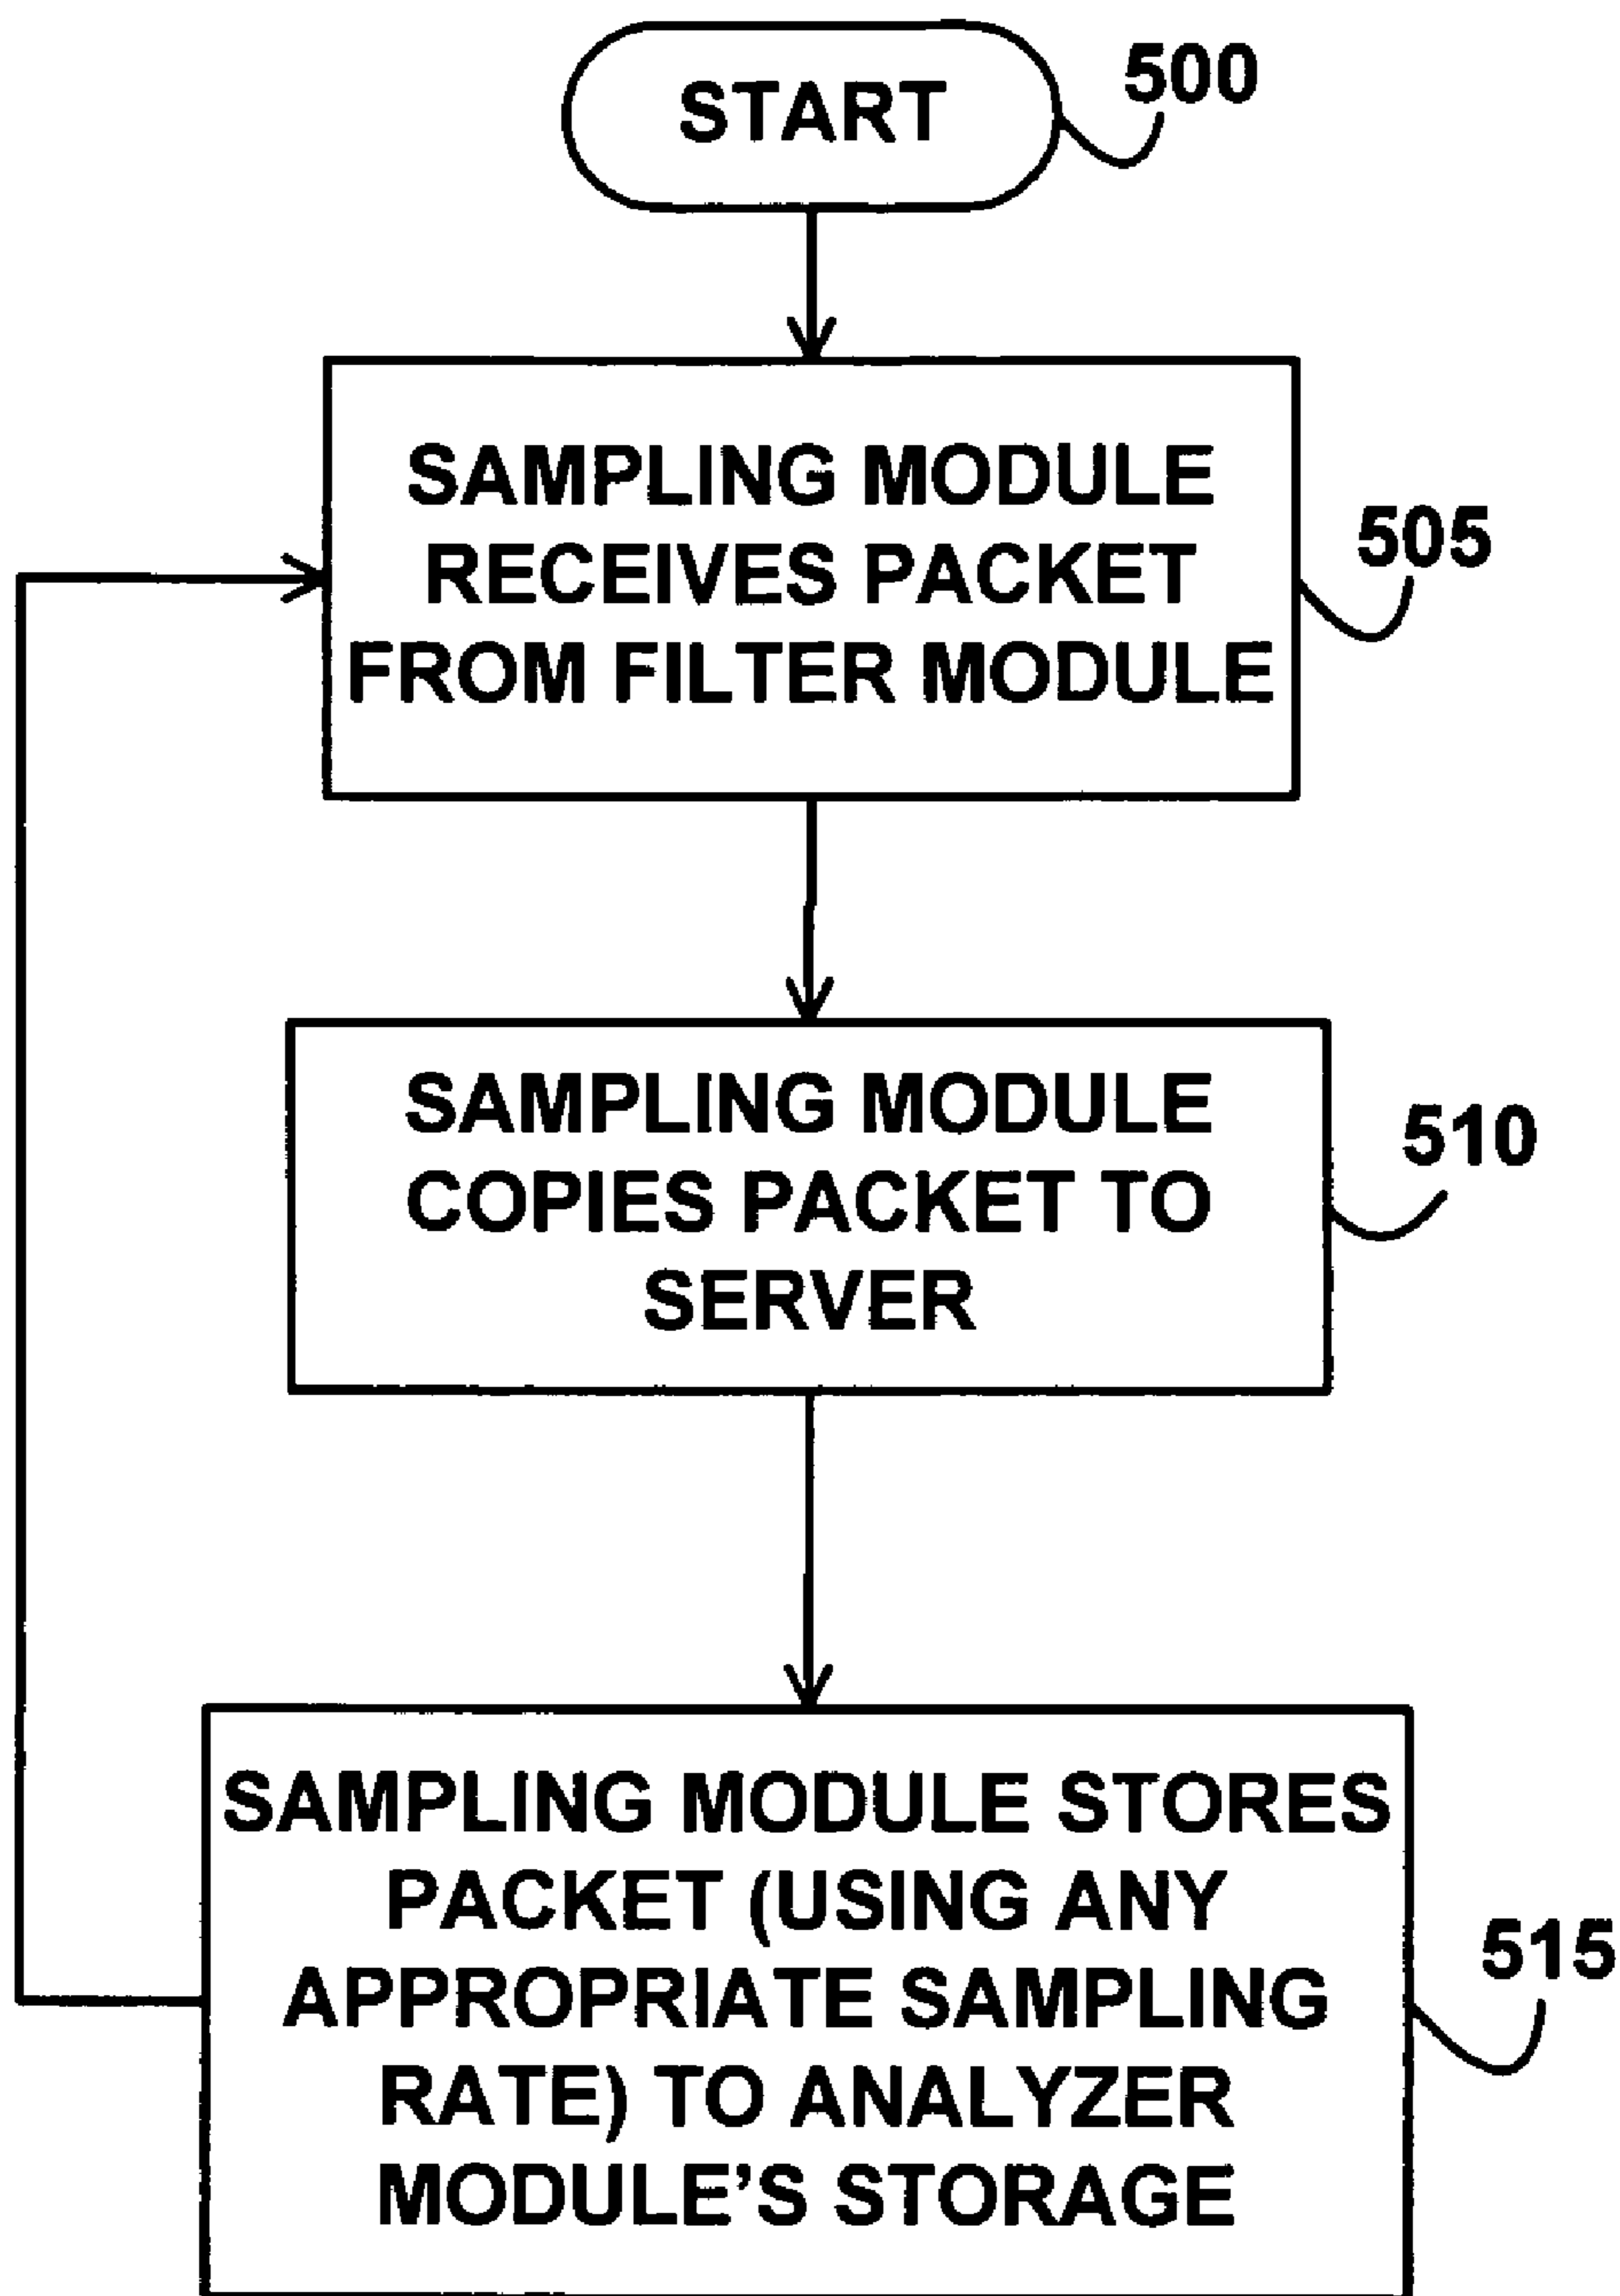 START
500
SAMPLING MODULE
RECEIVES PACKET
FROM FILTER MODULE
505
SAMPLING MODULE
COPIES PACKET TO
SERVER
510
SAMPLING MODULE STORES
PACKET (USING ANY
APPROPRIATE SAMPLING
RATE) TO ANALYZER
MODULE'S STORAGE
515